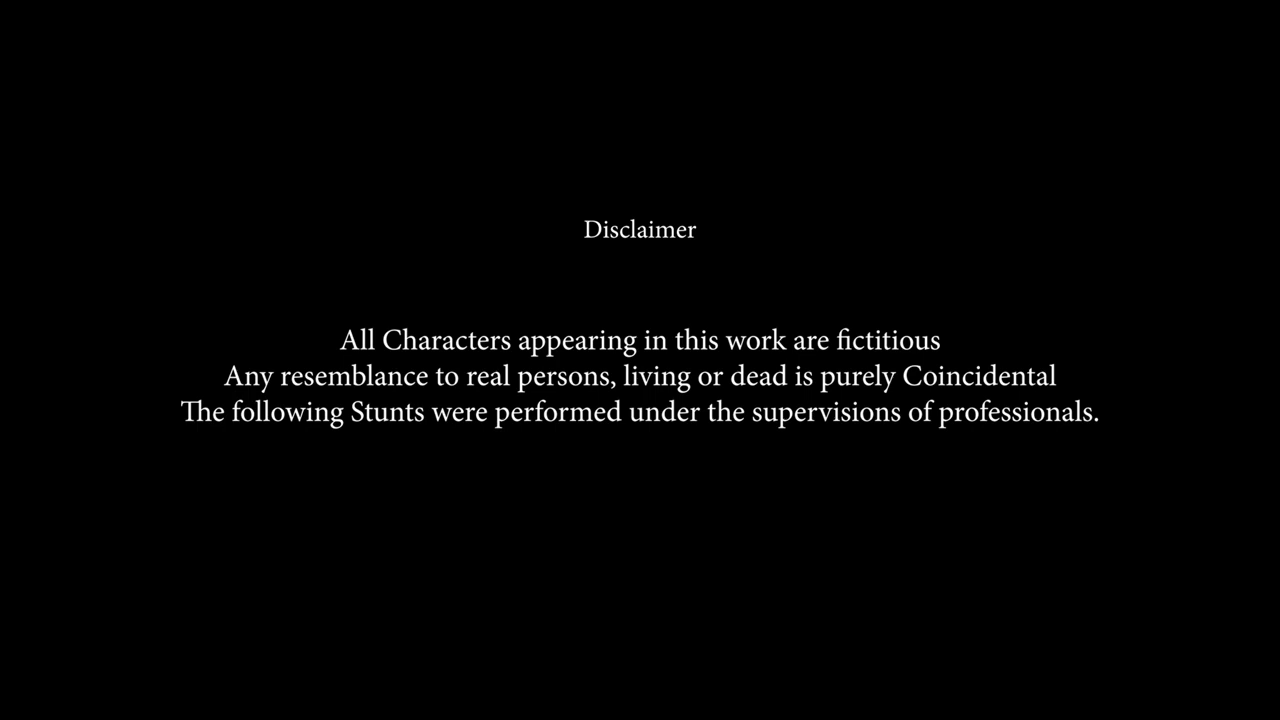 Disclaimer
All Characters appearing in this work are fictitious
Any resemblance to real persons, living or dead is purely Coincidental
The following Stunts were performed under the supervisions of professionals.